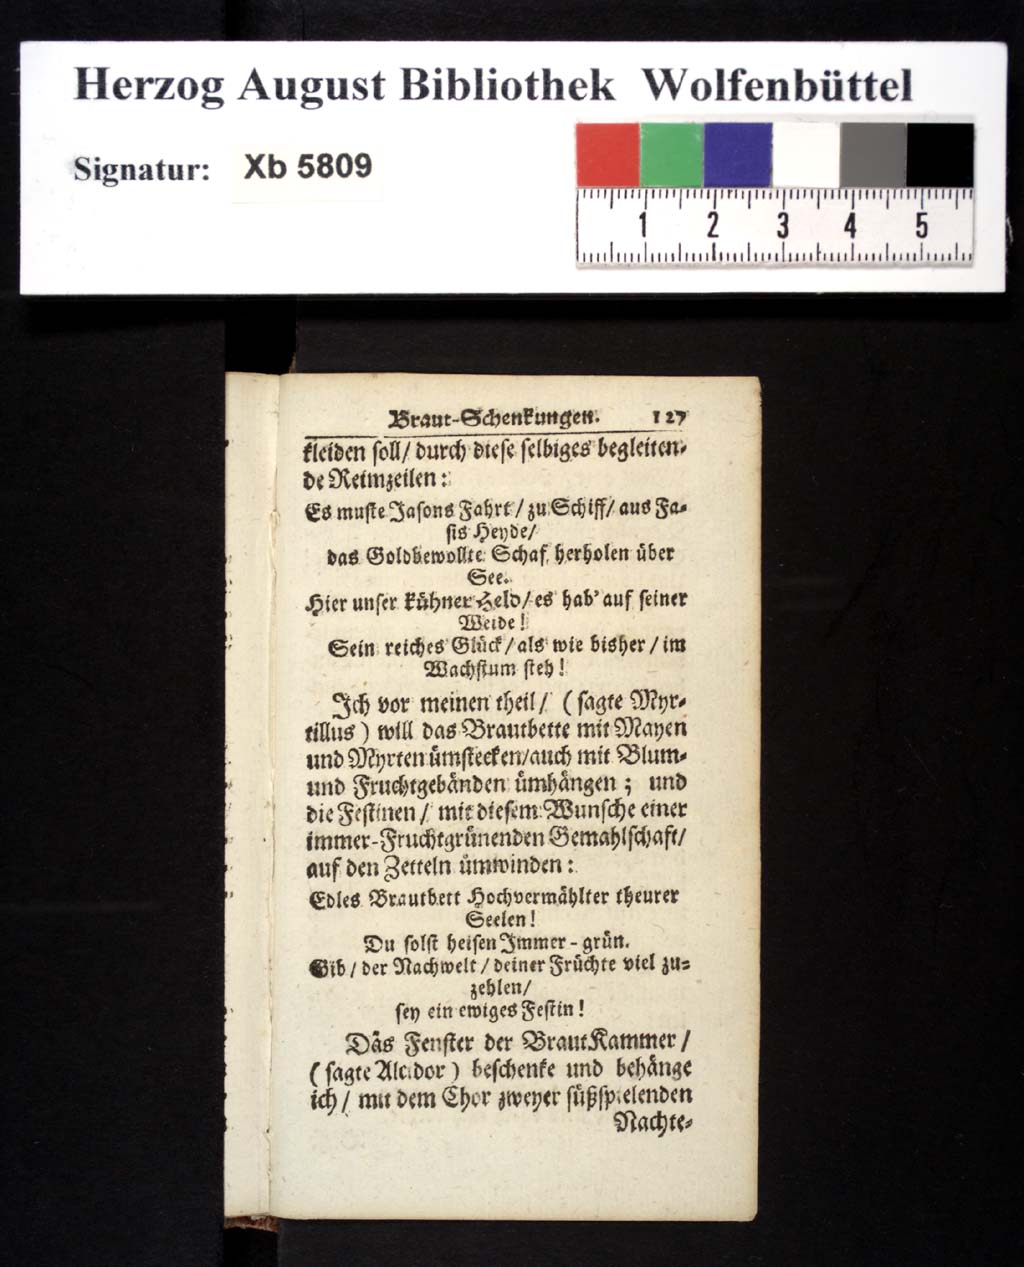 Herzog August Bibliothek Wolfenbüttel
Signatur: Xb 5809
1 2 3 4 5
Braut-Schenkungen. 127
kleiden soll/ durch diese selbiges begleiten-
de Reimzeilen:
Es muste Jasons Fahrt/ zu Schiff/ aus Fa-
sis Heyde/
das Goldbewollte Schaf herholen über
See.
Hier unser kühner Held/ es hab' auf seiner
Weide!
Sein reiches Glück/ als wie bisher/ im
Wachstum steh!
Ich vor meinen theil/ (sagte Myr-
tillus) will das Brautbette mit Mayen
und Myrten ümstecken/ auch mit Blum-
und Fruchtgebänden ümhängen; und
die Festinen/ mit diesem Wunsche einer
immer-Fruchtgrünenden Gemahlschaft/
auf den Zetteln ümwinden:
Edles Brautbett Hochvermählter theurer
Seelen!
Du solst heisen Immer-grün.
Gib/ der Nachwelt/ deiner Früchte viel zu-
zehlen/
sey ein ewiges Festin!
Das Fenster der BrautKammer/
(sagte Alcidor) beschenke und behänge
ich/ mit dem Chor zweyer süßspielenden
Nachte-